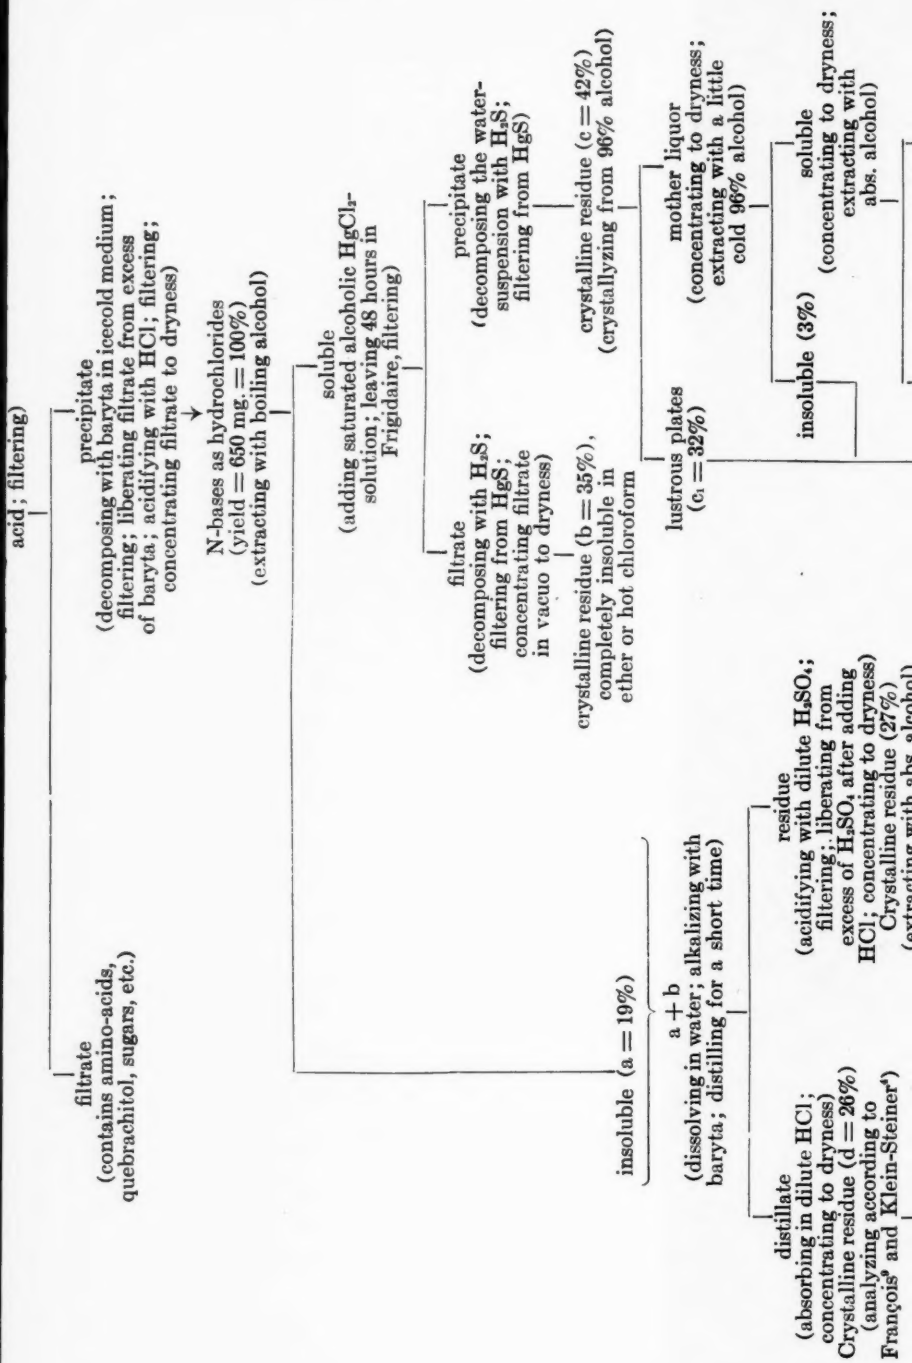 acid; filtering)
filtrate
(contains amino-acids,
quebrachitol, sugars, etc.)
precipitate
(decomposing with baryta in icecold medium;
filtering; liberating filtrate from excess
of baryta; acidifying with HCl; filtering;
concentrating filtrate to dryness)
N-bases as hydrochlorides
(yield = 650 mg. = 100%)
(extracting with boiling alcohol)
insoluble (a = 19%)
soluble
(adding saturated alcoholic HgCl₂-
solution; leaving 48 hours in
Frigidaire, filtering)
filtrate
(decomposing with H₂S;
filtering from HgS;
concentrating filtrate
in vacuo to dryness)
crystalline residue (b = 35%),
completely insoluble in
ether or hot chloroform
precipitate
(decomposing the water-
suspension with H₂S;
filtering from HgS)
crystalline residue (c = 42%)
(crystallizing from 96% alcohol)
lustrous plates
(c₁ = 32%)
mother liquor
(concentrating to dryness;
extracting with a little
cold 96% alcohol)
insoluble (3%)
soluble
(concentrating to dryness;
extracting with
abs. alcohol)
a + b
(dissolving in water; alkalizing with
baryta; distilling for a short time)
distillate
(absorbing in dilute HCl;
concentrating to dryness)
Crystalline residue (d = 26%)
(analyzing according to
François⁹ and Klein-Steiner⁴)
residue
(acidifying with dilute H₂SO₄;
filtering; liberating from
excess of H₂SO₄ after adding
HCl; concentrating to dryness)
Crystalline residue (27%)
(extracting with abs. alcohol)